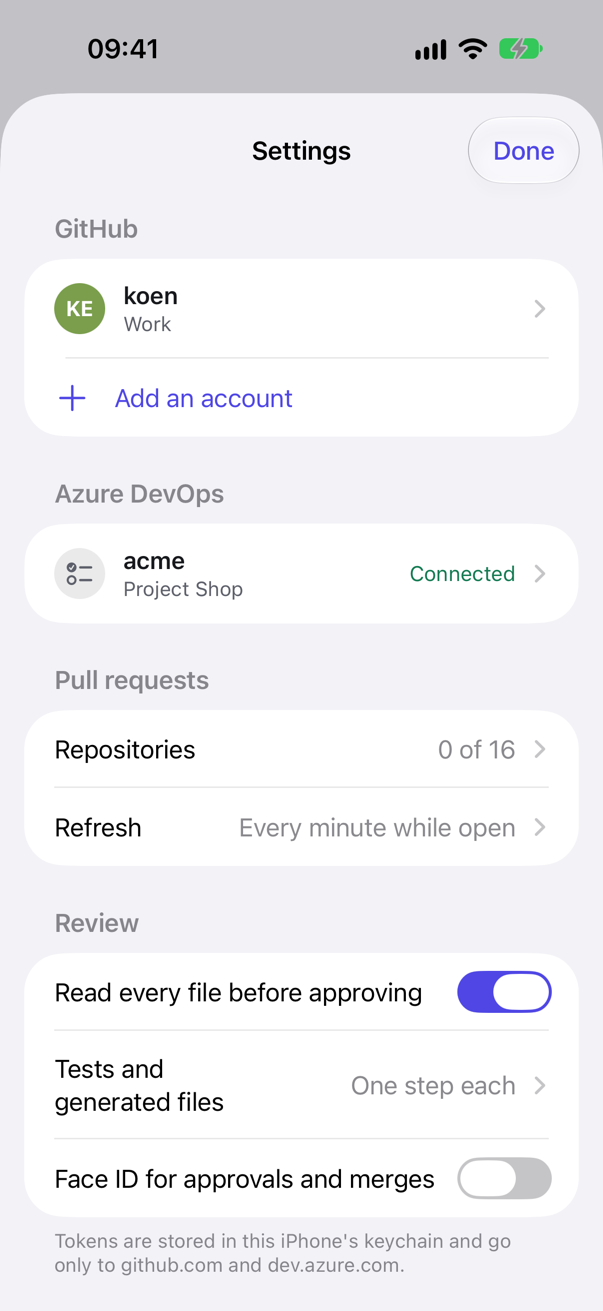 09:41
Settings
Done
GitHub
KE
koen
Work
Add an account
Azure DevOps
acme
Project Shop
Connected
Pull requests
Repositories
0 of 16
Refresh
Every minute while open
Review
Read every file before approving
Tests and
generated files
One step each
Face ID for approvals and merges
Tokens are stored in this iPhone's keychain and go
only to github.com and dev.azure.com.